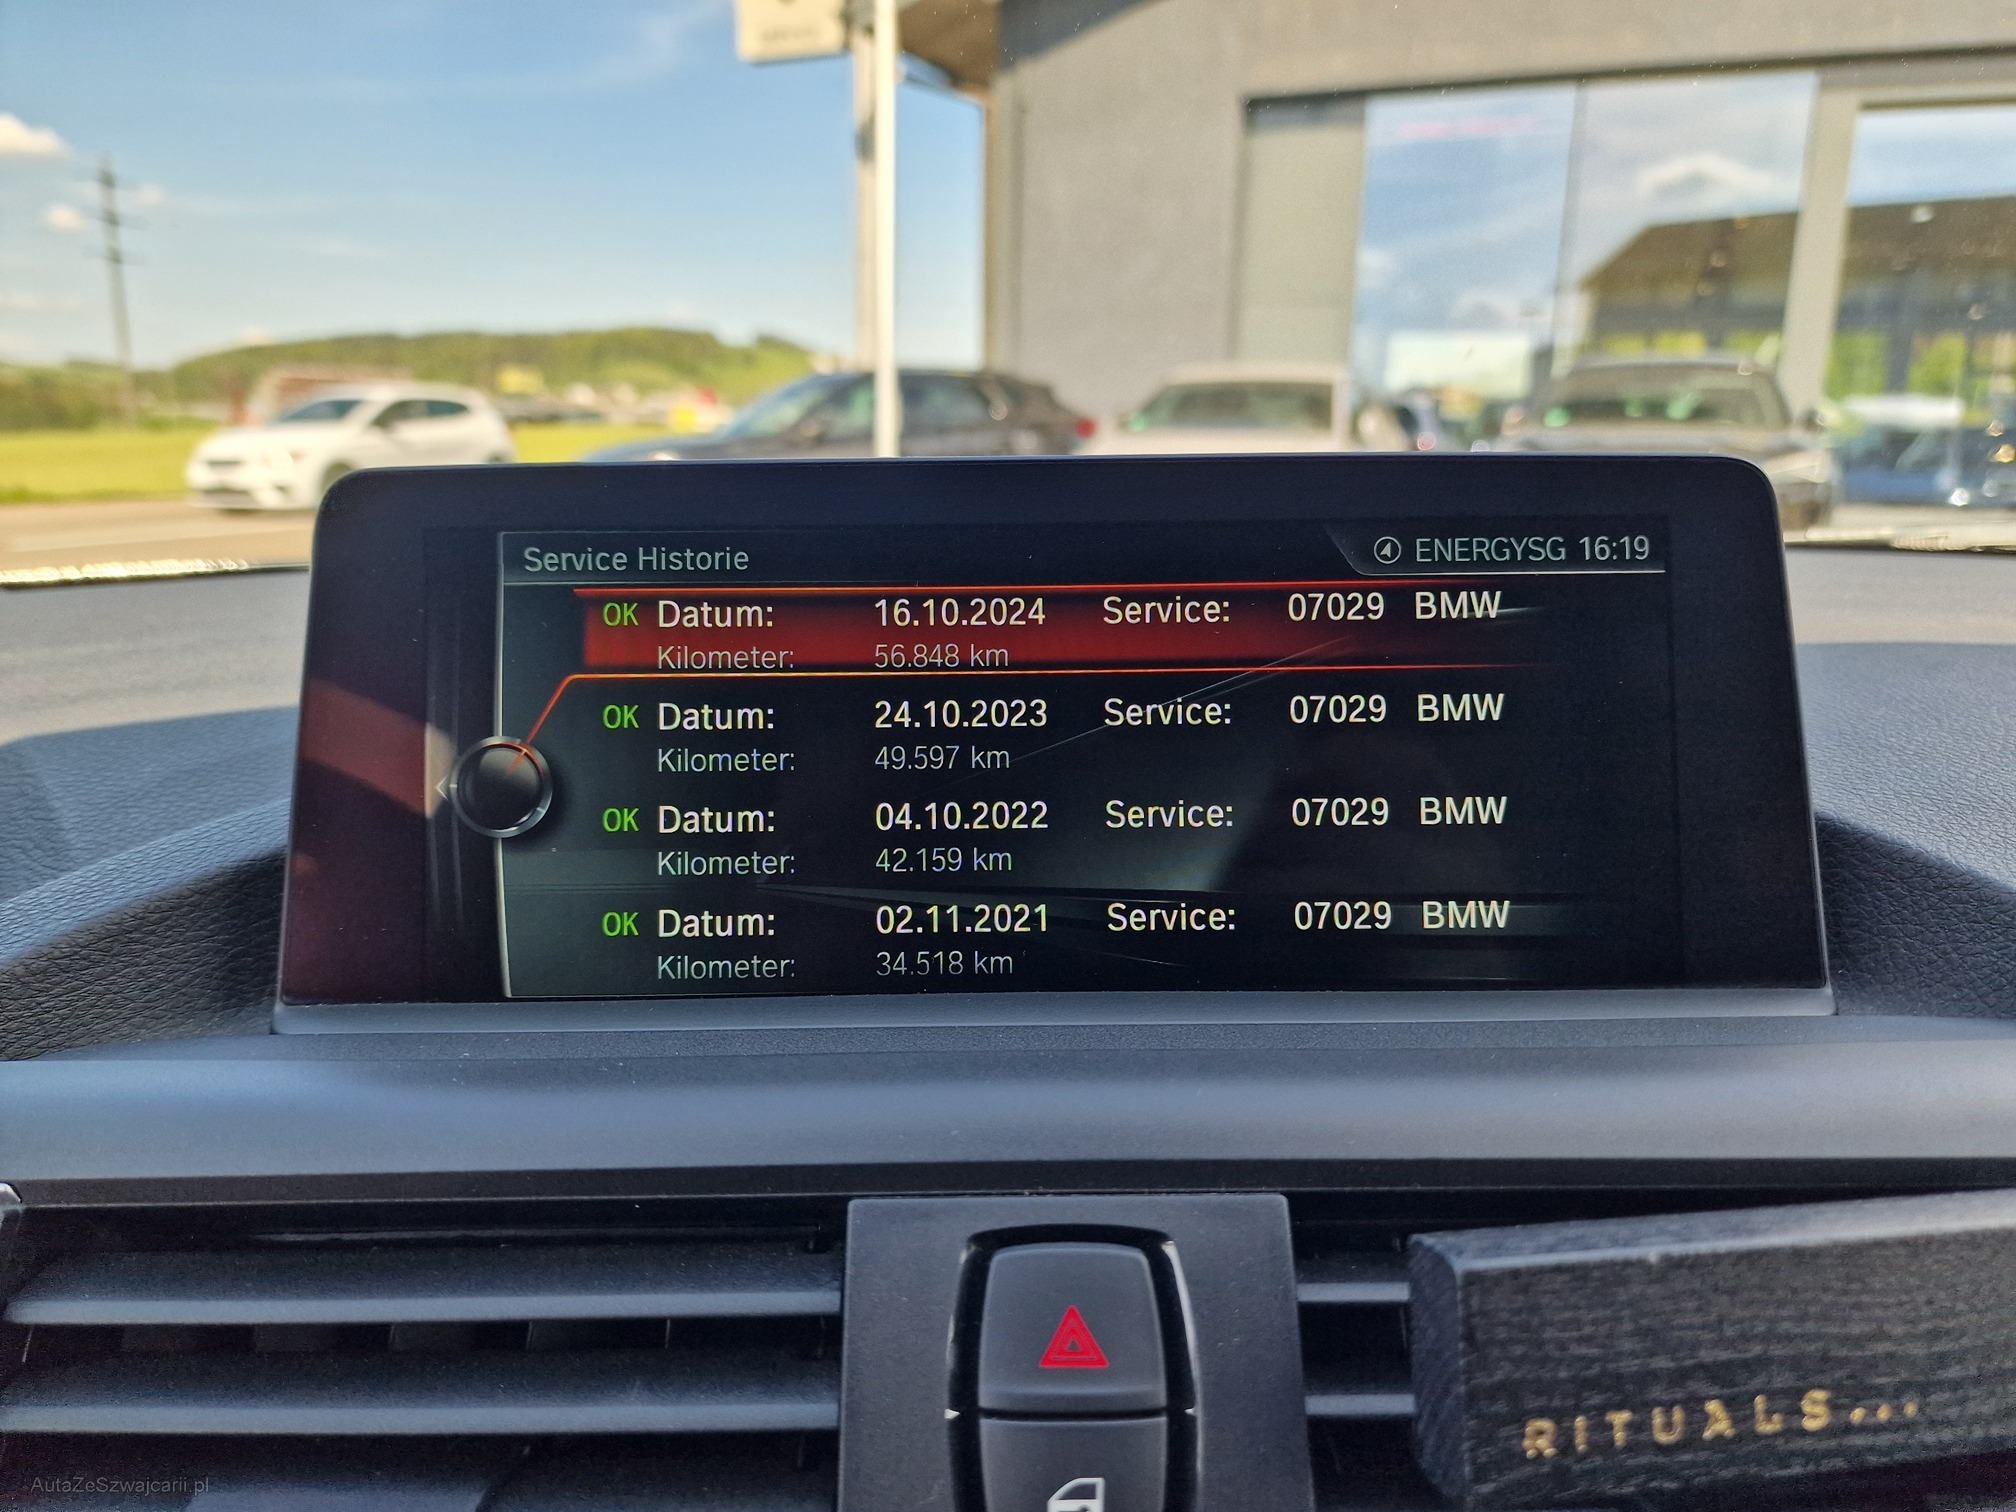 Service Historie
ENERGYSG 16:19
OK Datum: 16.10.2024 Service: 07029 BMW
Kilometer: 56.848 km
OK Datum: 24.10.2023 Service: 07029 BMW
Kilometer: 49.597 km
OK Datum: 04.10.2022 Service: 07029 BMW
Kilometer: 42.159 km
OK Datum: 02.11.2021 Service: 07029 BMW
Kilometer: 34.518 km
RITUALS...
AutaZeSzwajcarii.pl